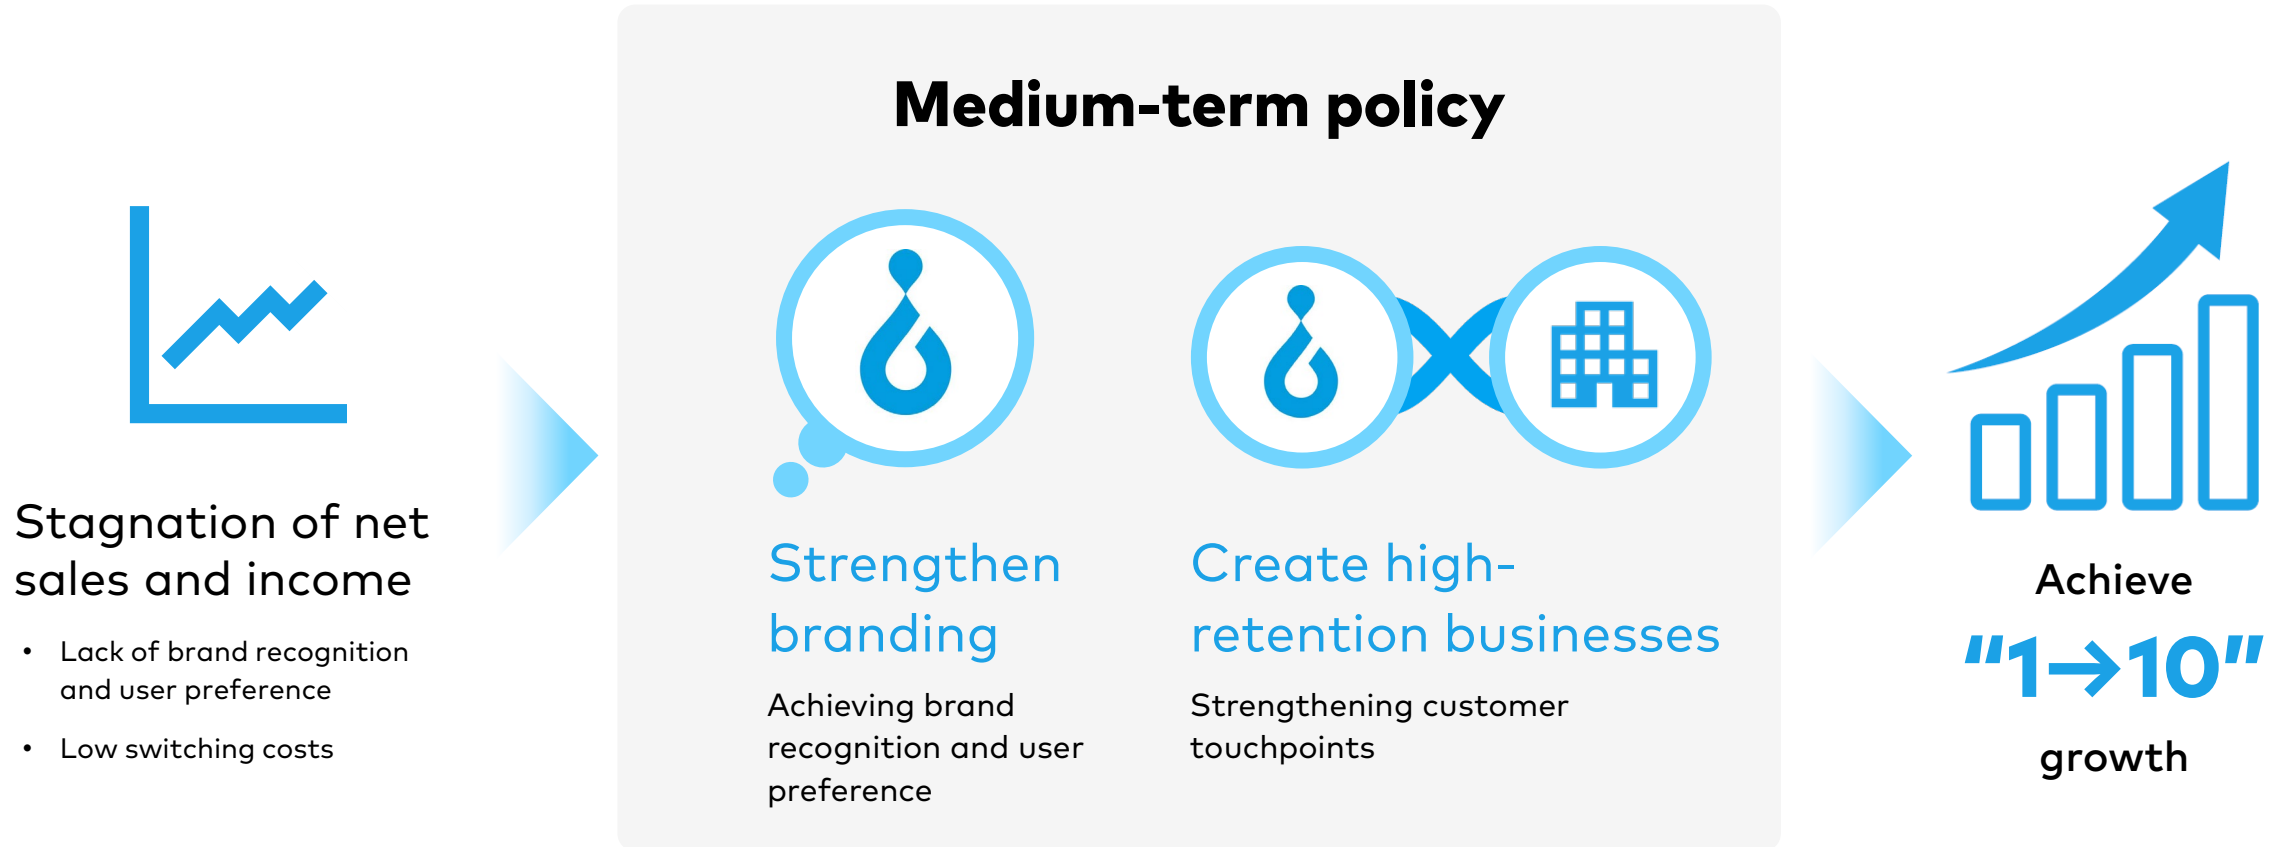 Medium-term policy
Stagnation of net
sales and income
• Lack of brand recognition
and user preference
• Low switching costs
Strengthen
branding
Achieving brand
recognition and user
preference
Create high-
retention businesses
Strengthening customer
touchpoints
Achieve
“1→10”
growth